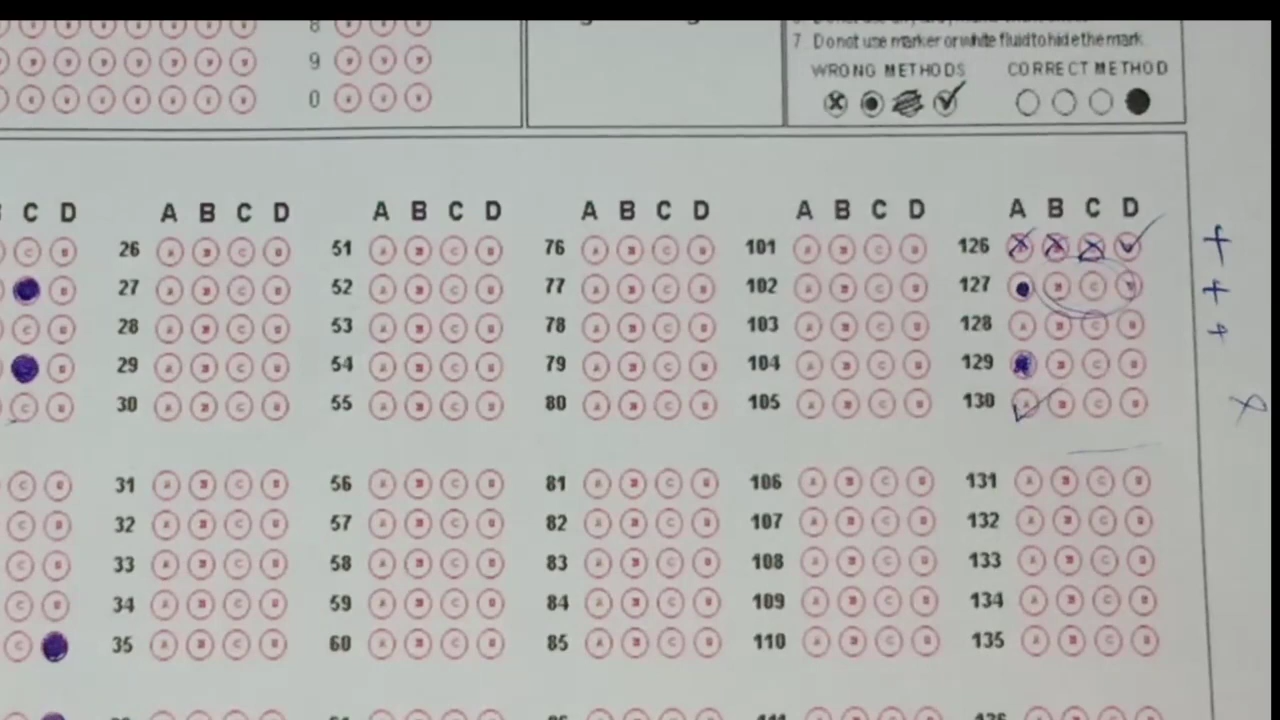 8
9
0
7 Do not use marker or white fluid to hide the mark.
WRONG METHODS CORRECT METHOD
C D A B C D A B C D A B C D A B C D A B C D
26 51 76 101 126
27 52 77 102 127
28 53 78 103 128
29 54 79 104 129
30 55 80 105 130
31 56 81 106 131
32 57 82 107 132
33 58 83 108 133
34 59 84 109 134
35 60 85 110 135